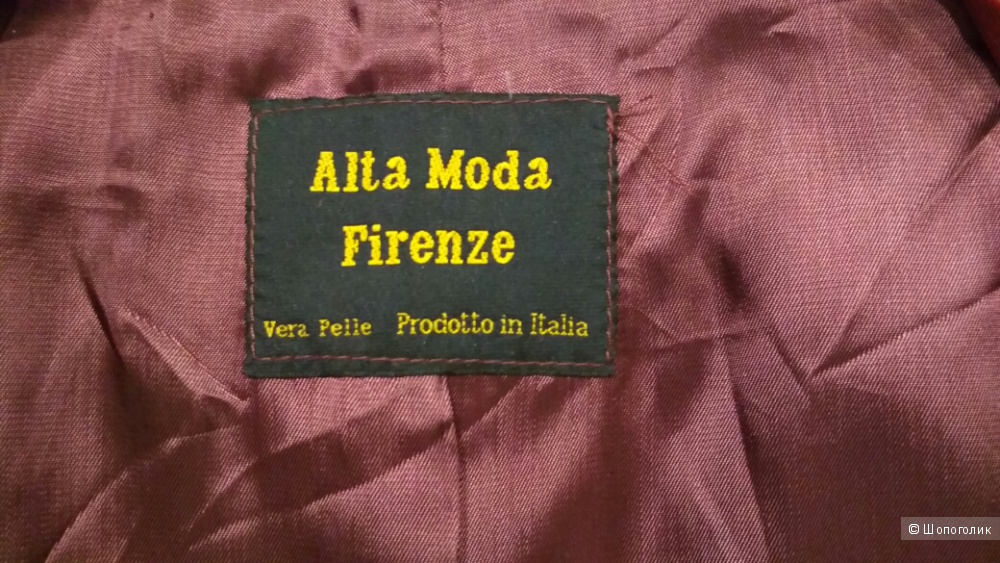 Alta Moda
Firenze
Vera Pelle Prodotto in Italia
© Шопоголик